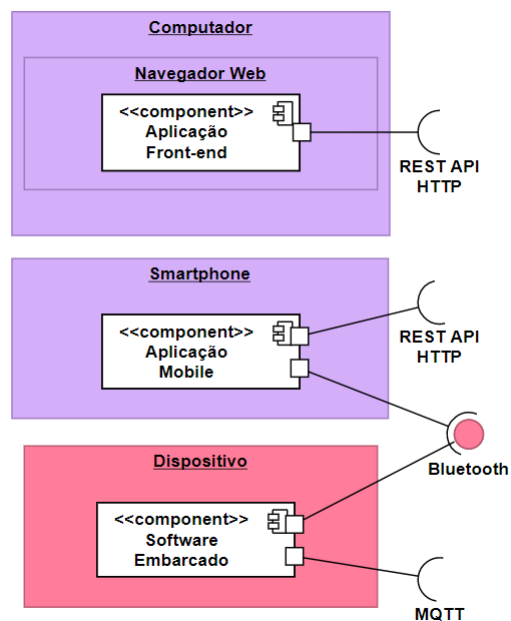 Computador
Navegador Web
<<component>>
Aplicação
Front-end
REST API
HTTP
Smartphone
<<component>>
Aplicação
Mobile
REST API
HTTP
Bluetooth
Dispositivo
<<component>>
Software
Embarcado
MQTT